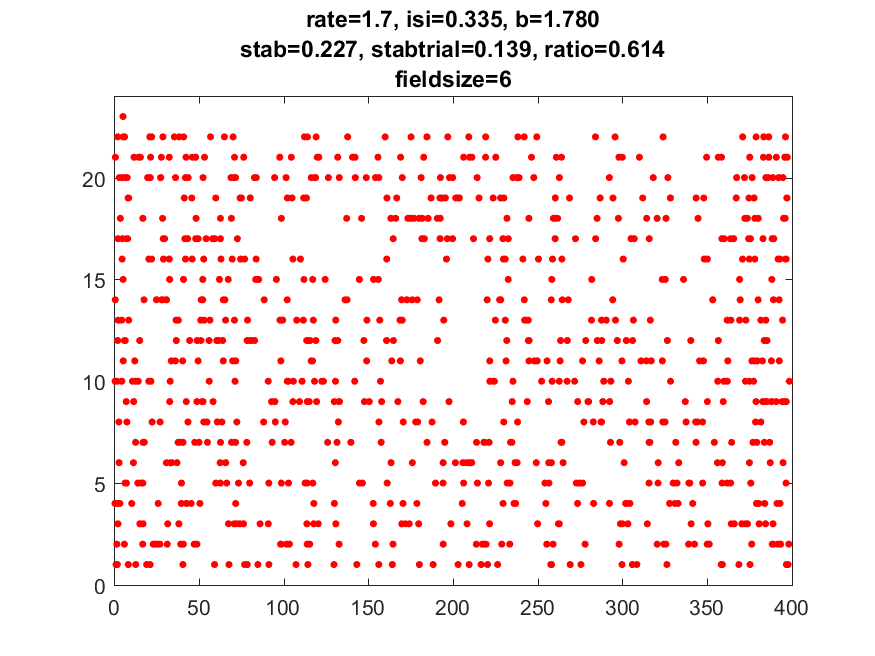 rate=1.7, isi=0.335, b=1.780
stab=0.227, stabtrial=0.139, ratio=0.614
fieldsize=6
20
15
10
5
0
0 50 100 150 200 250 300 350 400